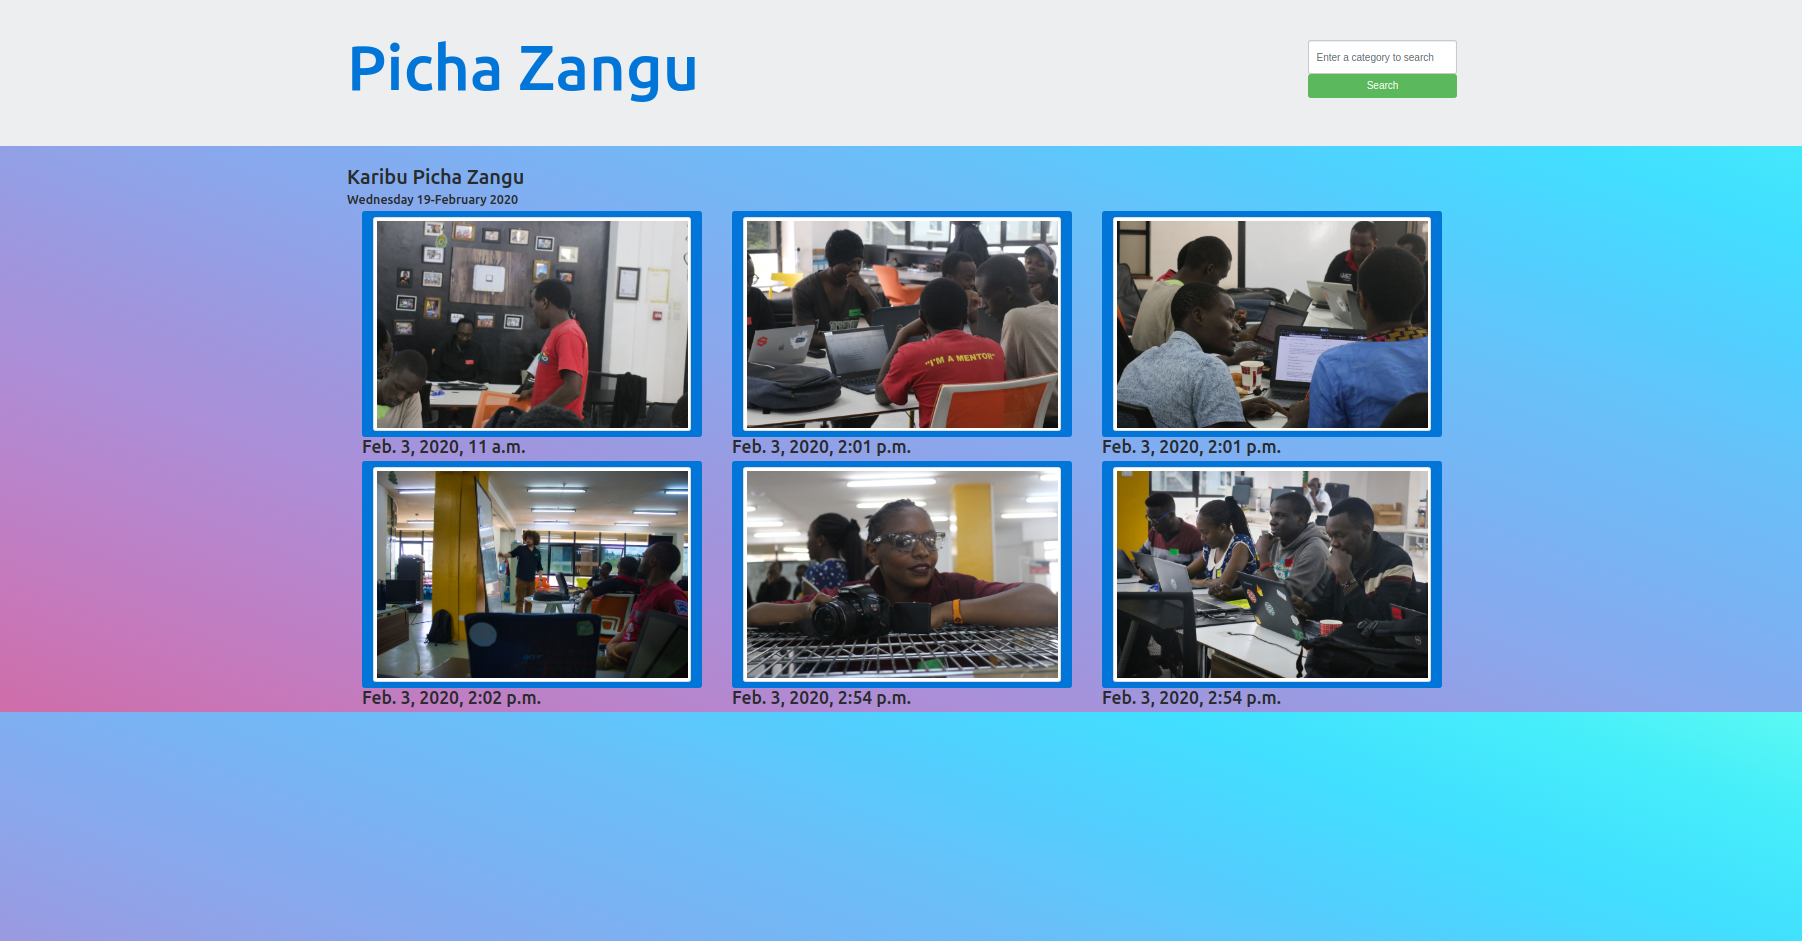 Picha Zangu
Enter a category to search
Search
Karibu Picha Zangu
Wednesday 19-February 2020
"I'M A MENTOR"
Feb. 3, 2020, 11 a.m.
Feb. 3, 2020, 2:01 p.m.
Feb. 3, 2020, 2:01 p.m.
Feb. 3, 2020, 2:02 p.m.
Feb. 3, 2020, 2:54 p.m.
Feb. 3, 2020, 2:54 p.m.